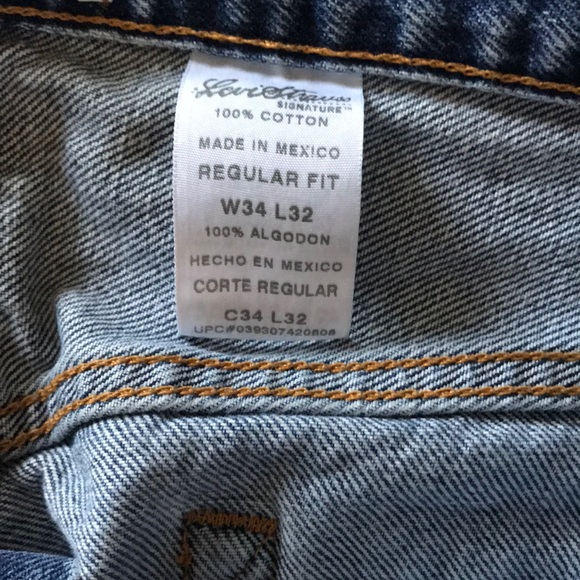 Levi Strauss
SIGNATURE™
100% COTTON
MADE IN MEXICO
REGULAR FIT
W34 L32
100% ALGODON
HECHO EN MEXICO
CORTE REGULAR
C34 L32
UPC#039307420808